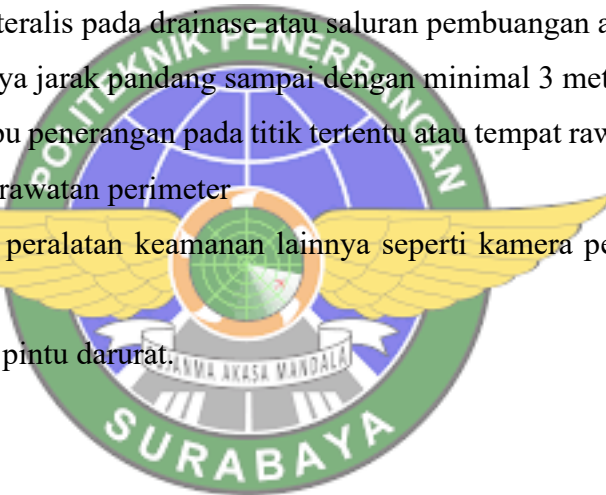 teralis pada drainase atau saluran pembuangan a
ya jarak pandang sampai dengan minimal 3 met
pu penerangan pada titik tertentu atau tempat raw
rawatan perimeter
peralatan keamanan lainnya seperti kamera pe
pintu darurat.
POLITEKNIK PENERBANGAN
AKASA MANDALA
SURABAYA